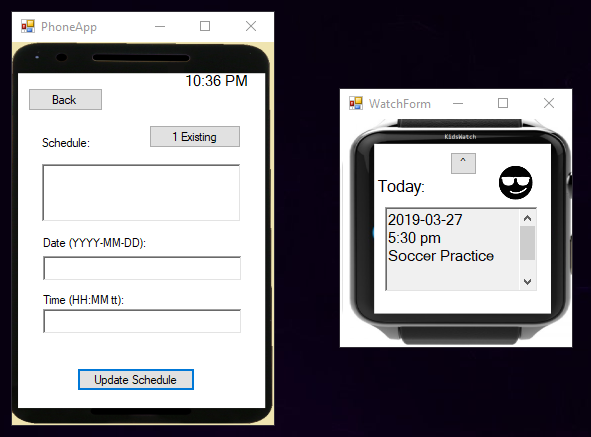 PhoneApp
10:36 PM
Back
1 Existing
Schedule:
Date (YYYY-MM-DD):
Time (HH:MM tt):
Update Schedule
WatchForm
KidsWatch
^
Today:
2019-03-27
5:30 pm
Soccer Practice